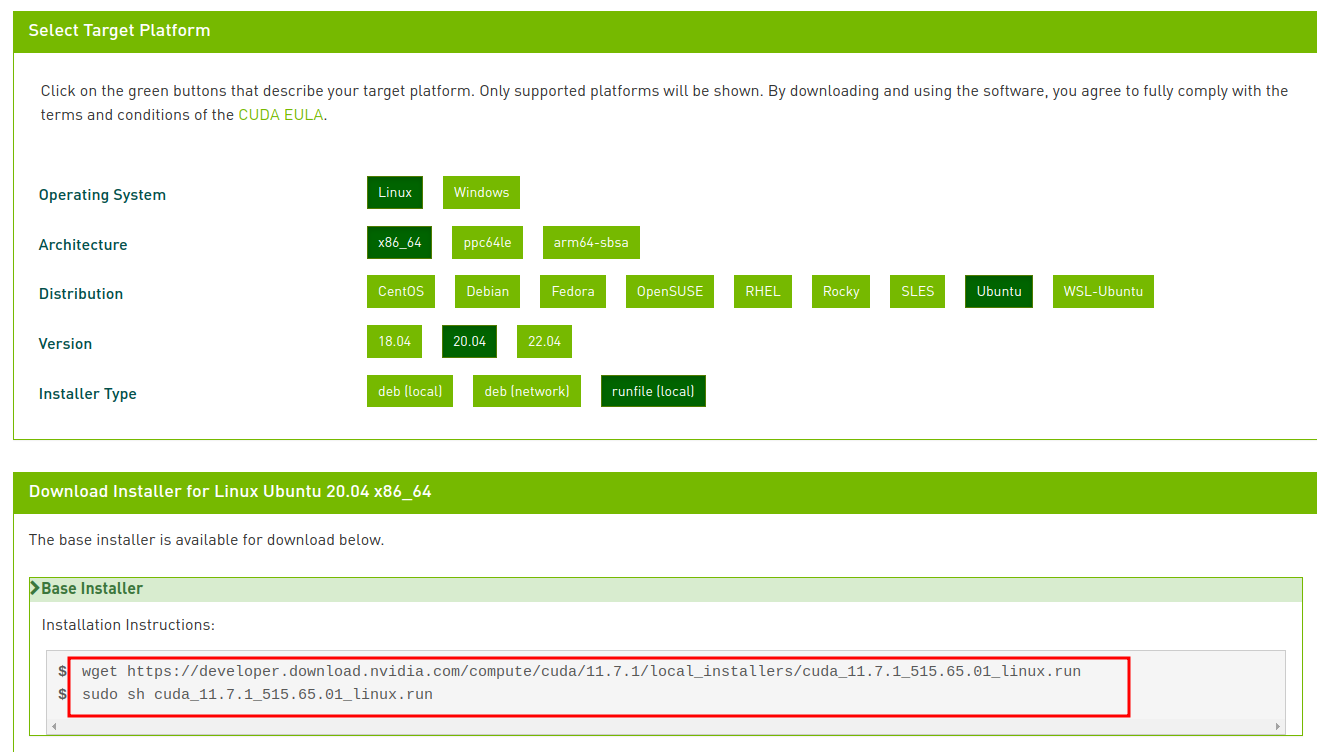 Select Target Platform
Click on the green buttons that describe your target platform. Only supported platforms will be shown. By downloading and using the software, you agree to fully comply with the
terms and conditions of the CUDA EULA.
Operating System Linux Windows
Architecture x86_64 ppc64le arm64-sbsa
Distribution CentOS Debian Fedora OpenSUSE RHEL Rocky SLES Ubuntu WSL-Ubuntu
Version 18.04 20.04 22.04
Installer Type deb (local) deb (network) runfile (local)
Download Installer for Linux Ubuntu 20.04 x86_64
The base installer is available for download below.
Base Installer
Installation Instructions:
$ wget https://developer.download.nvidia.com/compute/cuda/11.7.1/local_installers/cuda_11.7.1_515.65.01_linux.run
$ sudo sh cuda_11.7.1_515.65.01_linux.run